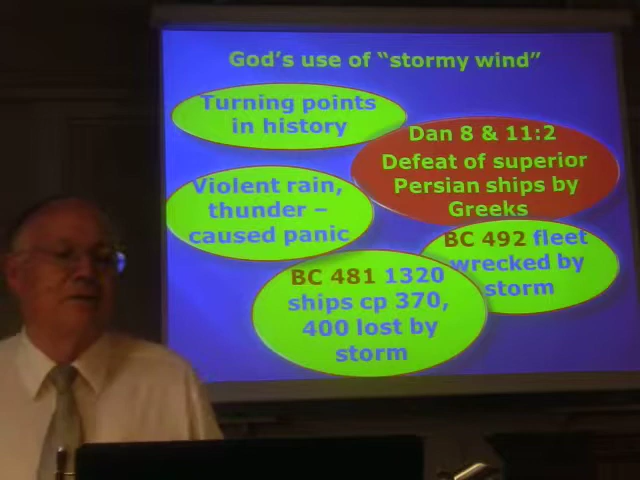 God's use of "stormy wind"
Turning points
in history
Dan 8 & 11:2
Defeat of superior
Persian ships by
Greeks
Violent rain,
thunder –
caused panic
BC 492 fleet
wrecked by
storm
BC 481 1320
ships cp 370,
400 lost by
storm